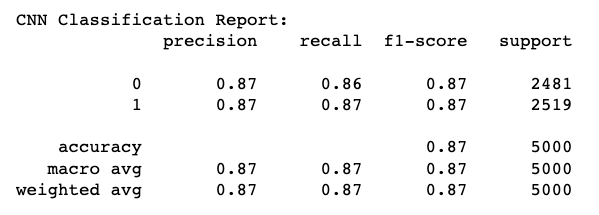 CNN Classification Report:
precision recall f1-score support
0 0.87 0.86 0.87 2481
1 0.87 0.87 0.87 2519
accuracy 0.87 5000
macro avg 0.87 0.87 0.87 5000
weighted avg 0.87 0.87 0.87 5000